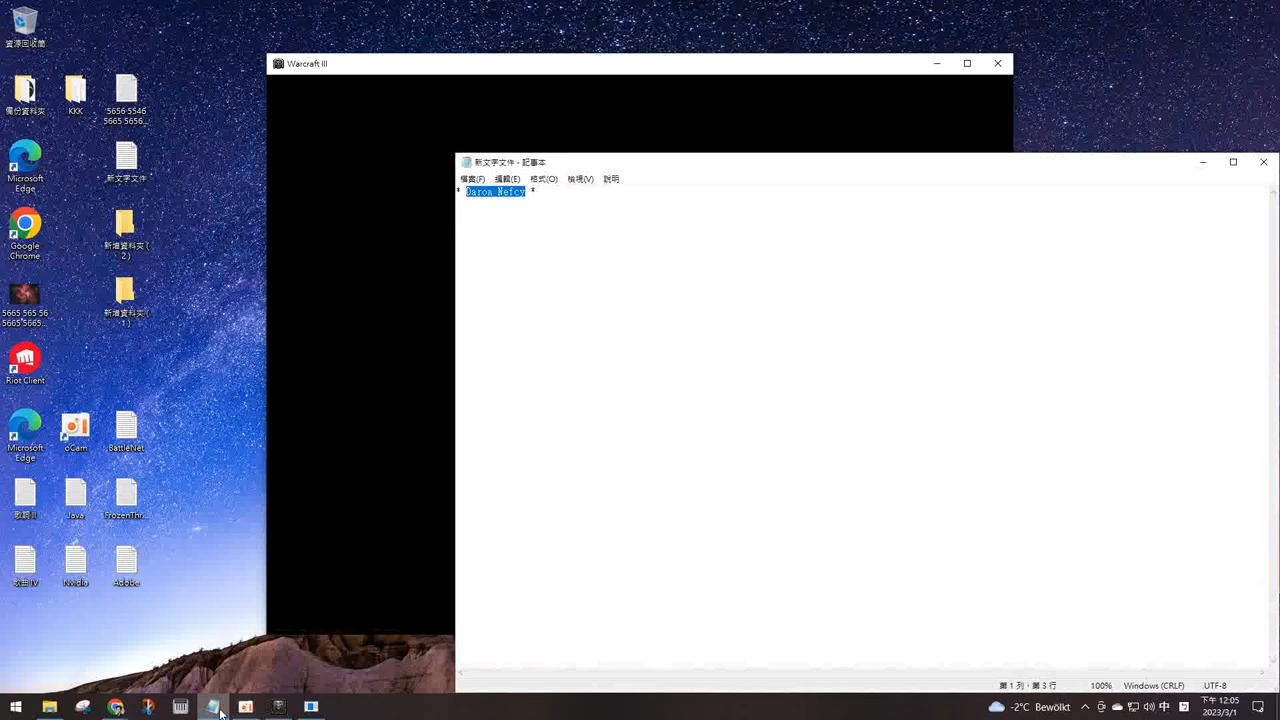 資源回收筒
備份資料夾
KKK
5656-5546
5665-5656...
Microsoft
Edge
新文字文件
Google
Chrome
新增資料夾 (
2 )
5665 565 56
5665 5665...
新增資料夾 (
1 )
Riot Client
Microsoft
Edge
oCam
BattleNet
歌詞III
Java
FrozenThr...
歌曲 IV
Nvidia
Adobe
Warcraft III
新文字文件 - 記事本
檔案(F) 編輯(E) 格式(O) 檢視(V) 說明
* Daron Nefcy *
第 1 列，第 3 行
100%
Windows (CRLF)
UTF-8
-2°C Bewölkt
中
下午 12:05